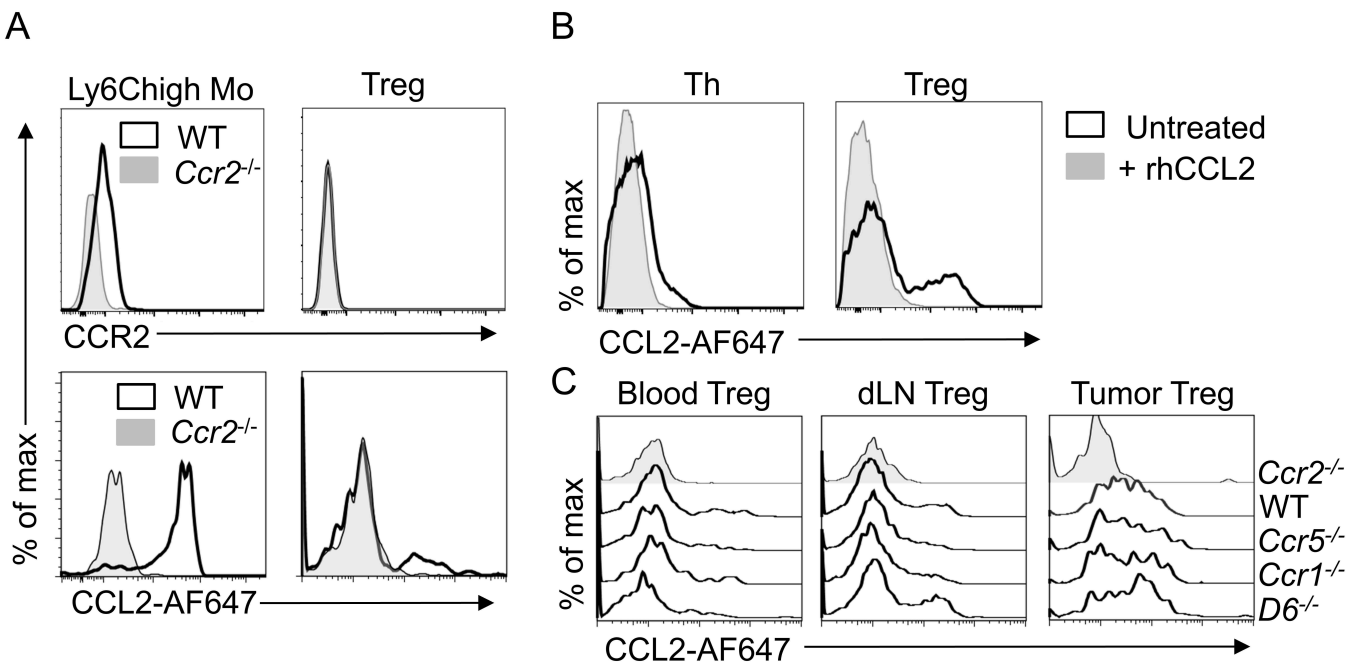 A
Ly6Chigh Mo
Treg
WT
Ccr2-/-
CCR2
WT
Ccr2-/-
% of max
CCL2-AF647
B
Th
Treg
Untreated
+ rhCCL2
% of max
CCL2-AF647
C
Blood Treg
dLN Treg
Tumor Treg
Ccr2-/-
WT
Ccr5-/-
Ccr1-/-
D6-/-
% of max
CCL2-AF647